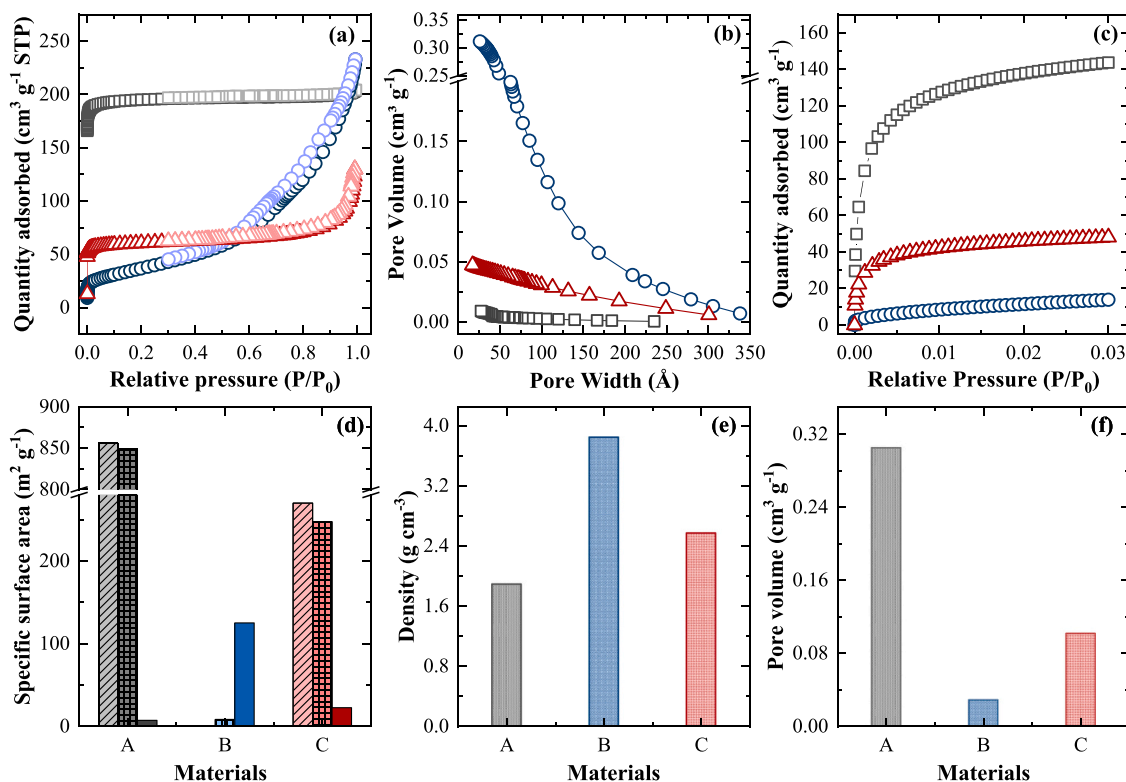 (a)
Quantity adsorbed (cm³ g⁻¹ STP)
250
200
150
100
50
0
0.0 0.2 0.4 0.6 0.8 1.0
Relative pressure (P/P₀)
(b)
Pore Volume (cm³ g⁻¹)
0.30
0.25
0.15
0.10
0.05
0.00
0 50 100 150 200 250 300 350
Pore Width (Å)
(c)
Quantity adsorbed (cm³ g⁻¹)
160
140
120
100
80
60
40
20
0
0.00 0.01 0.02 0.03
Relative Pressure (P/P₀)
(d)
Specific surface area (m² g⁻¹)
900
850
800
250
125
0
A B C
Materials
(e)
Density (g cm⁻³)
4.0
3.2
2.4
1.6
0.8
0.0
A B C
Materials
(f)
Pore volume (cm³ g⁻¹)
0.32
0.24
0.16
0.08
0.00
A B C
Materials